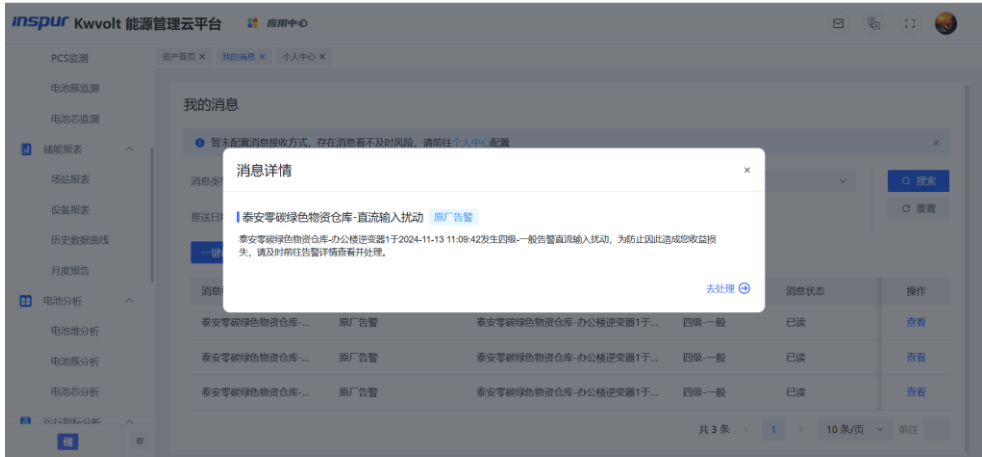 inspur Kwvolt 能源管理云平台 应用中心
PCS监测
电池簇监测
电池芯监测
储能报表
场站报表
设备报表
历史数据曲线
月度报告
电池分析
电池堆分析
电池簇分析
电池芯分析
运行指标分析
储
资产首页 × 我的消息 × 个人中心 ×
我的消息
暂未配置消息接收方式，存在消息看不及时风险，请前往个人中心配置 ×
消息类
搜索
推送日
重置
一键
消息详情 ×
泰安零碳绿色物资仓库-直流输入扰动 原厂告警
泰安零碳绿色物资仓库-办公楼逆变器1于2024-11-13 11:09:42发生四级-一般告警直流输入扰动，为防止因此造成您收益损
失，请及时前往告警详情查看并处理。
去处理
消息 消息状态 操作
泰安零碳绿色物资仓库-... 原厂告警 泰安零碳绿色物资仓库-办公楼逆变器1于... 四级-一般 已读 查看
泰安零碳绿色物资仓库-... 原厂告警 泰安零碳绿色物资仓库-办公楼逆变器1于... 四级-一般 已读 查看
泰安零碳绿色物资仓库-... 原厂告警 泰安零碳绿色物资仓库-办公楼逆变器1于... 四级-一般 已读 查看
共 3 条 < 1 > 10 条/页 前往